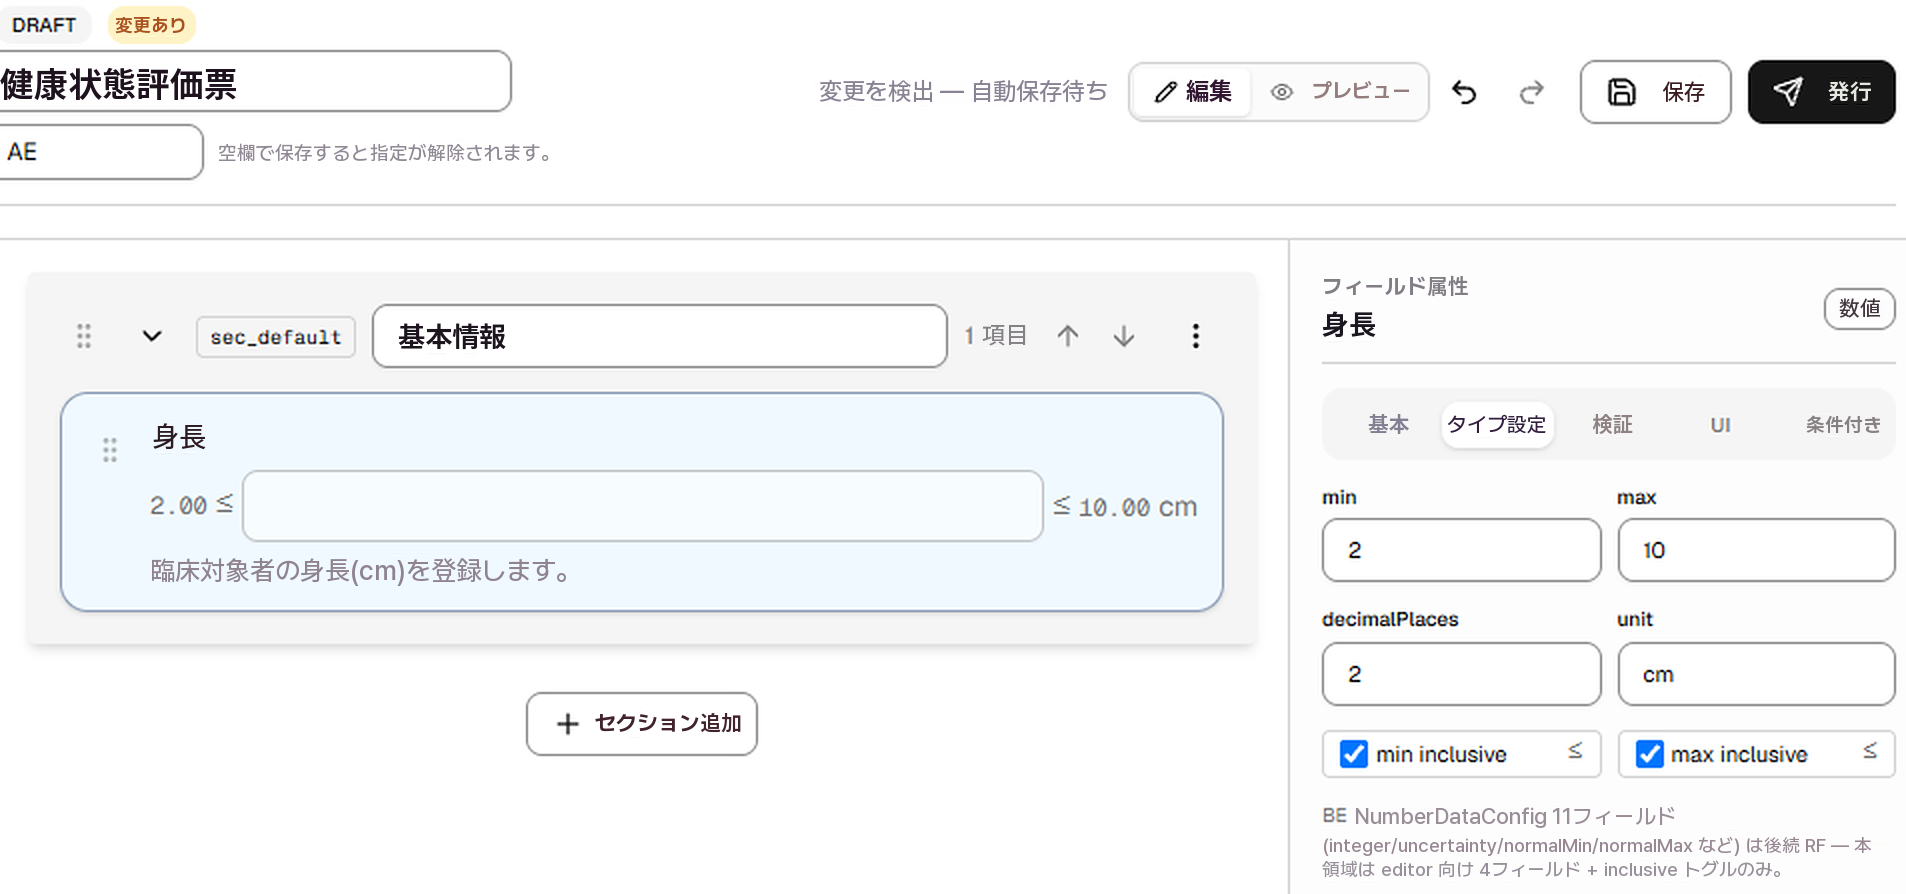 DRAFT 変更あり
健康状態評価票
変更を検出 — 自動保存待ち 編集 プレビュー 保存 発行
AE 空欄で保存すると指定が解除されます。
sec_default 基本情報 1 項目
身長
2.00 ≤ ≤ 10.00 cm
臨床対象者の身長(cm)を登録します。
セクション追加
フィールド属性
身長
数値
基本 タイプ設定 検証 UI 条件付き
min max
2 10
decimalPlaces unit
2 cm
min inclusive ≤ max inclusive ≤
BE NumberDataConfig 11フィールド
(integer/uncertainty/normalMin/normalMax など) は後続 RF — 本
領域は editor 向け 4フィールド + inclusive トグルのみ。